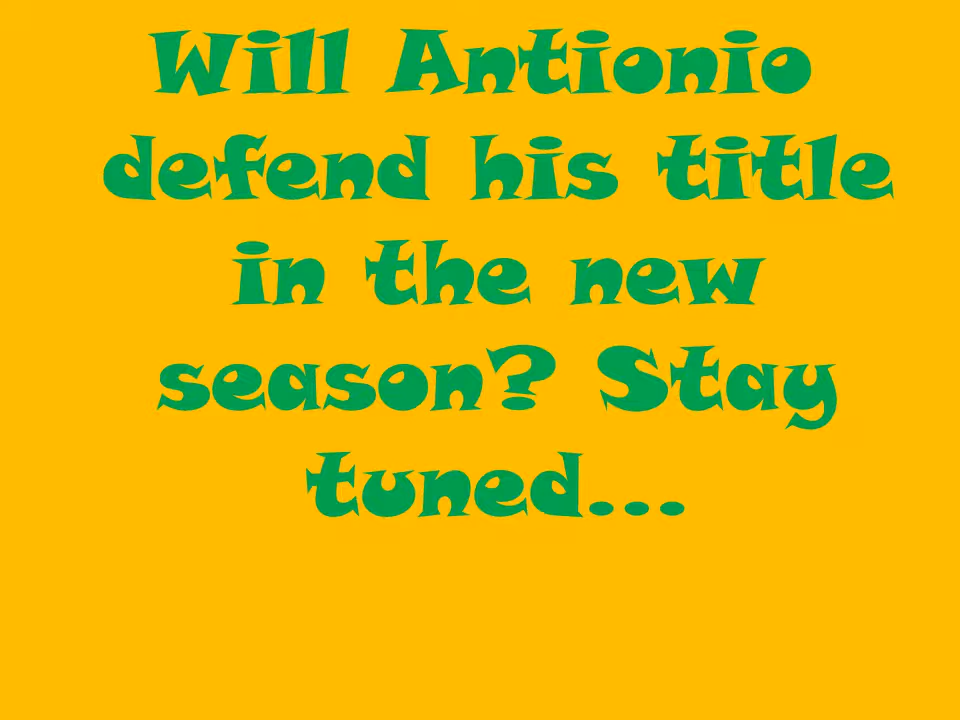 Will Antionio
defend his title
in the new
season? Stay
tuned...